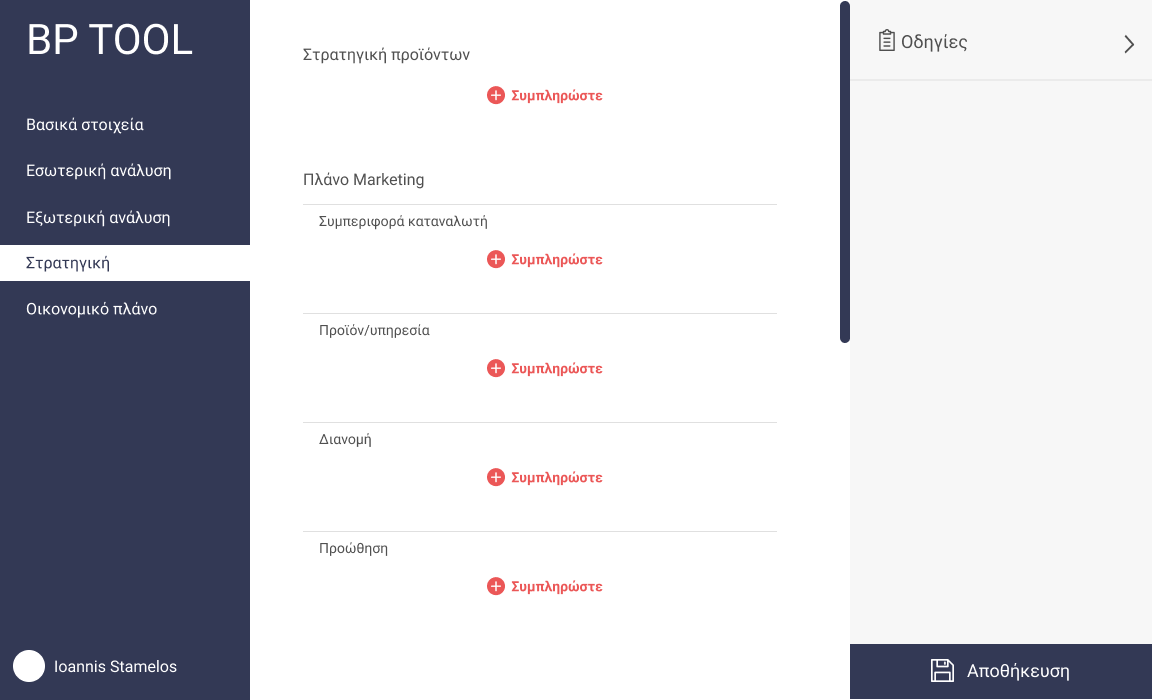 BP TOOL
Βασικά στοιχεία
Εσωτερική ανάλυση
Εξωτερική ανάλυση
Στρατηγική
Οικονομικό πλάνο
Ioannis Stamelos
Στρατηγική προϊόντων
Συμπληρώστε
Πλάνο Marketing
Συμπεριφορά καταναλωτή
Συμπληρώστε
Προϊόν/υπηρεσία
Συμπληρώστε
Διανομή
Συμπληρώστε
Προώθηση
Συμπληρώστε
Οδηγίες
Αποθήκευση